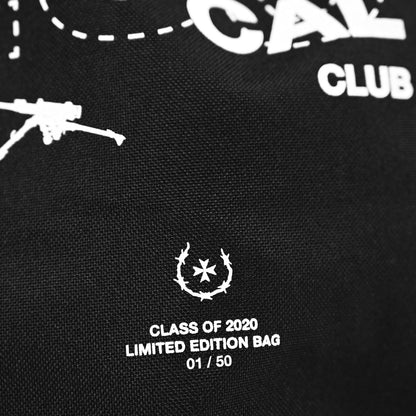 CAL
CLUB
CLASS OF 2020
LIMITED EDITION BAG
01 / 50